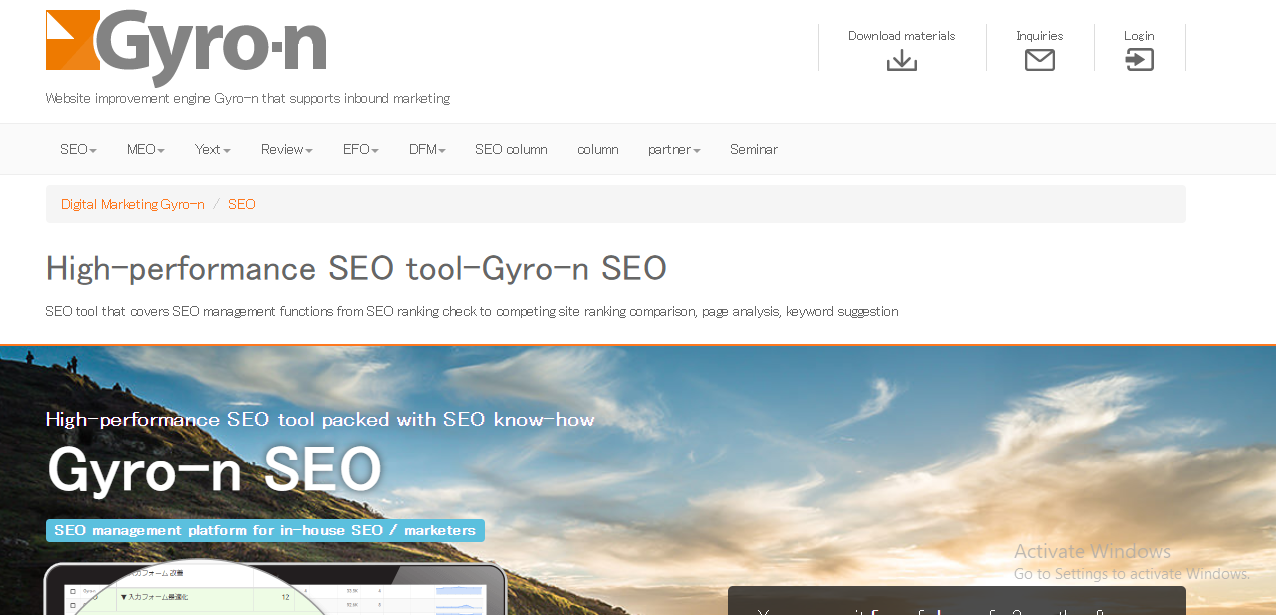 Gyro-n
Download materials
Inquiries
Login
Website improvement engine Gyro-n that supports inbound marketing
SEO MEO Yext Review EFO DFM SEO column column partner Seminar
Digital Marketing Gyro-n / SEO
High-performance SEO tool-Gyro-n SEO
SEO tool that covers SEO management functions from SEO ranking check to competing site ranking comparison, page analysis, keyword suggestion
High-performance SEO tool packed with SEO know-how
Gyro-n SEO
SEO management platform for in-house SEO / marketers
Activate Windows
Go to Settings to activate Windows.
入力フォーム 改善
▼入力フォーム最適化 12